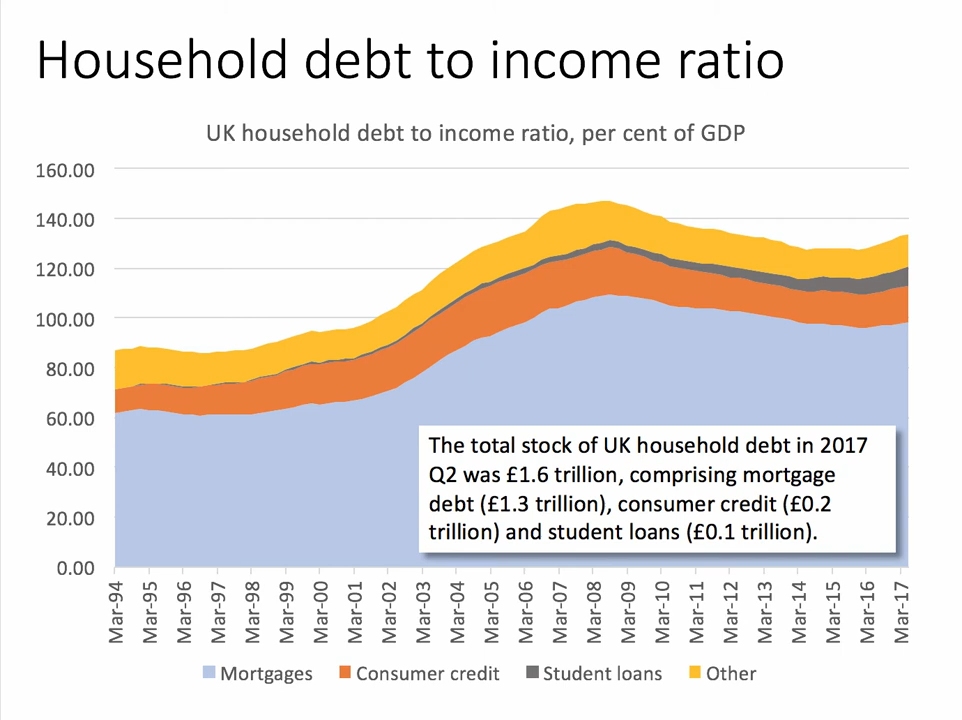 Household debt to income ratio
UK household debt to income ratio, per cent of GDP
160.00
140.00
120.00
100.00
80.00
60.00
40.00
20.00
0.00
The total stock of UK household debt in 2017
Q2 was £1.6 trillion, comprising mortgage
debt (£1.3 trillion), consumer credit (£0.2
trillion) and student loans (£0.1 trillion).
Mar-94
Mar-95
Mar-96
Mar-97
Mar-98
Mar-99
Mar-00
Mar-01
Mar-02
Mar-03
Mar-04
Mar-05
Mar-06
Mar-07
Mar-08
Mar-09
Mar-10
Mar-11
Mar-12
Mar-13
Mar-14
Mar-15
Mar-16
Mar-17
Mortgages Consumer credit Student loans Other